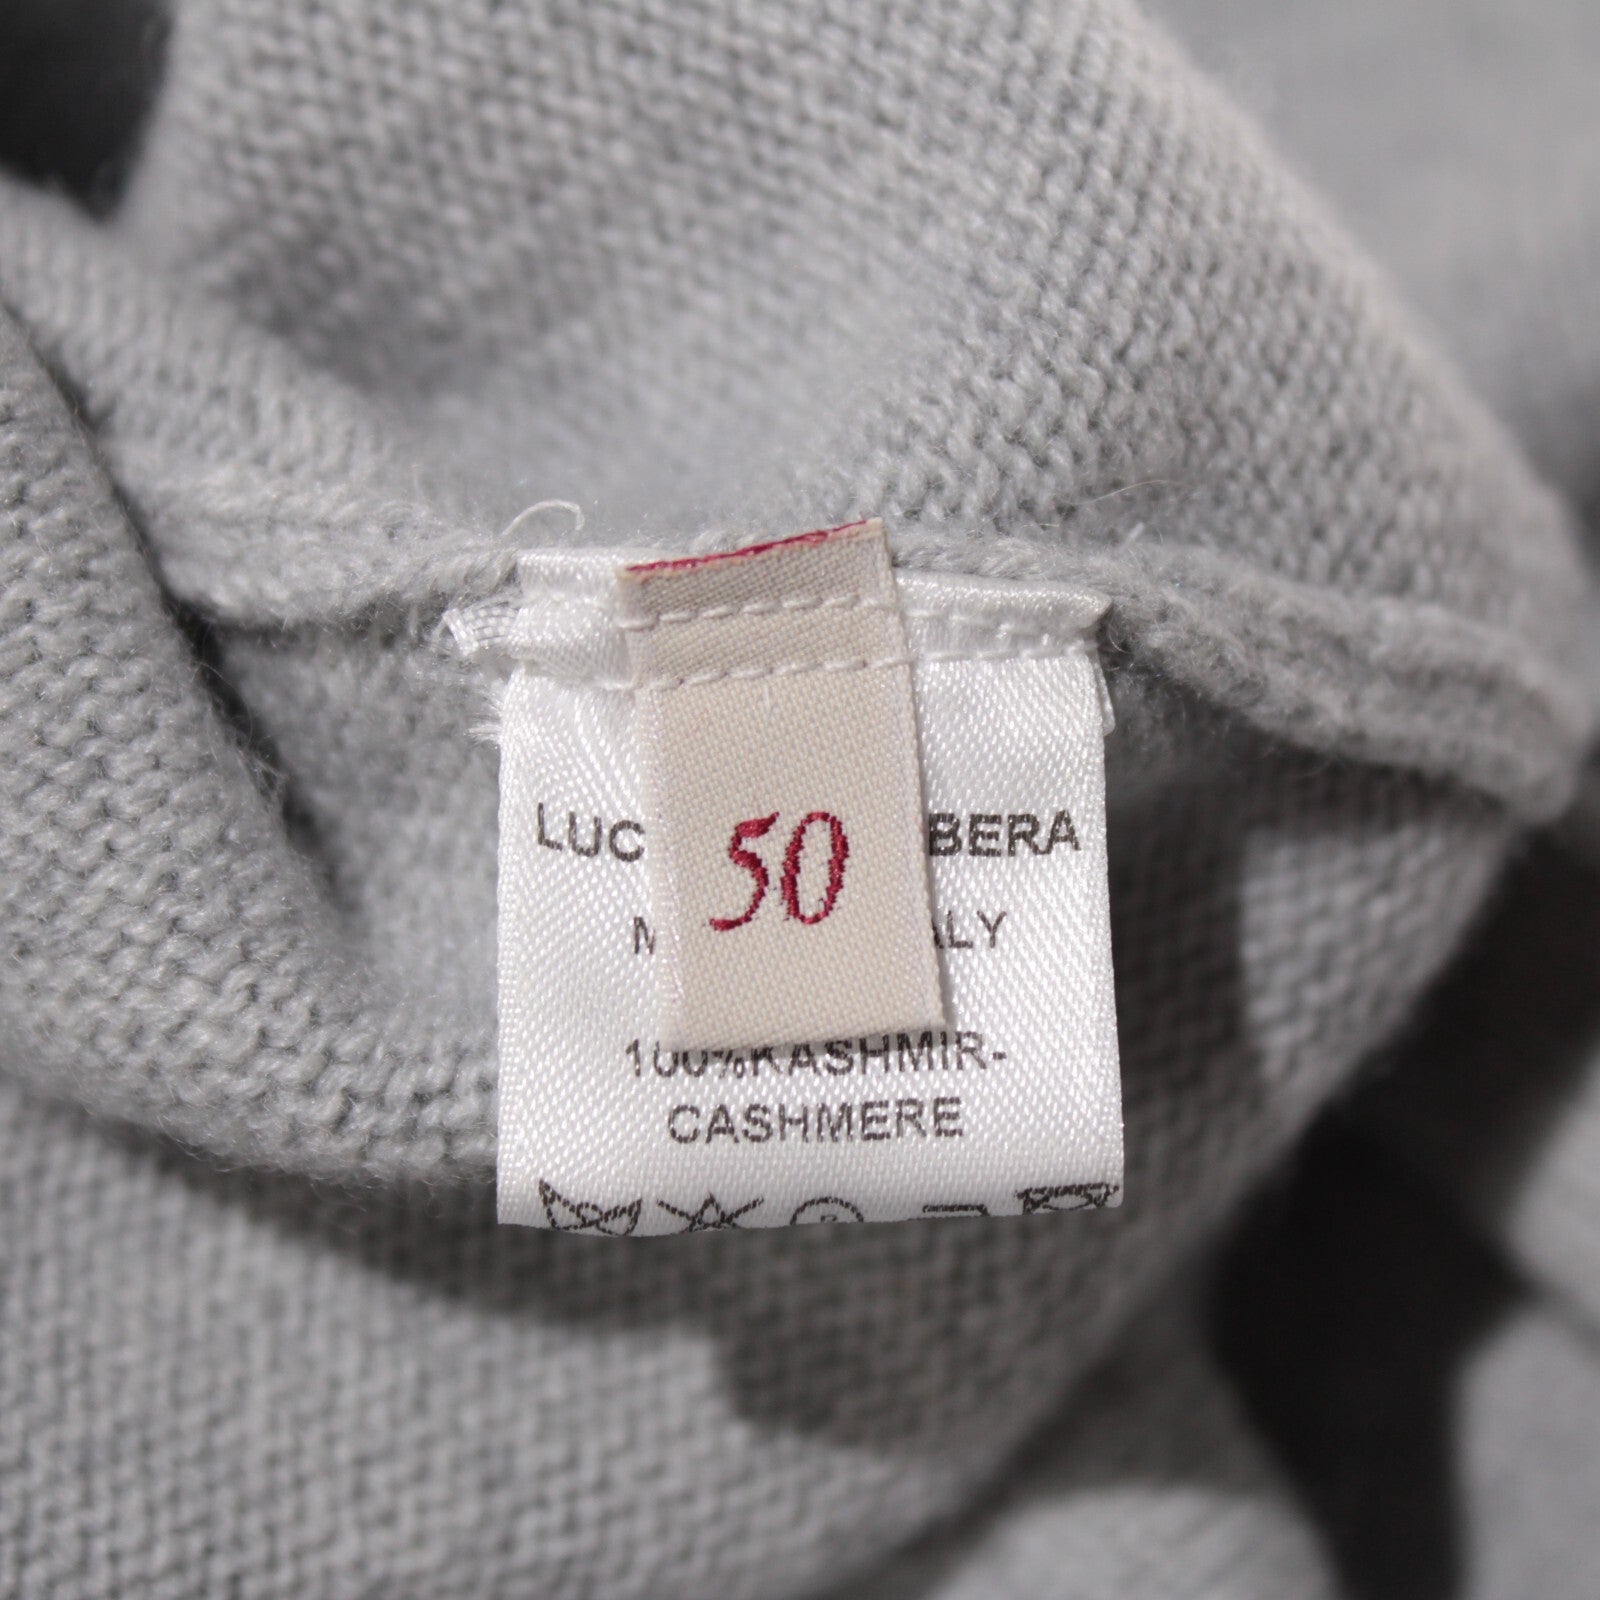 50
LUC BERA
M ALY
100%KASHMIR-
CASHMERE